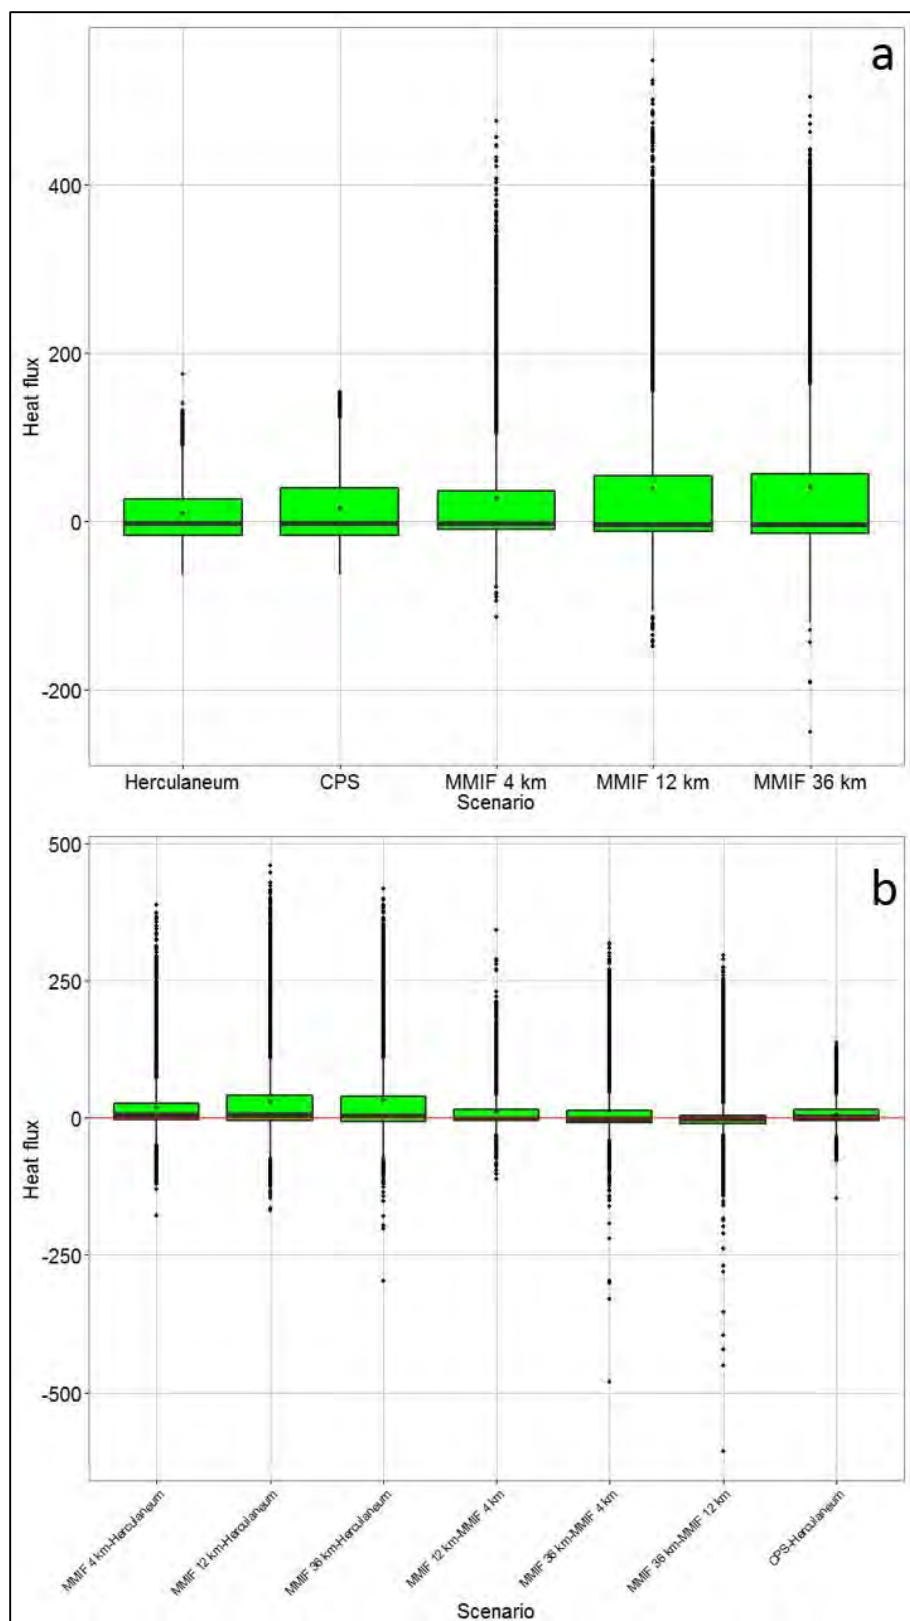 a
400
200
0
-200
Heat flux
Herculaneum CPS MMIF 4 km MMIF 12 km MMIF 36 km
Scenario
b
500
250
0
-250
-500
Heat flux
MMIF 4 km-Herculaneum
MMIF 12 km-Herculaneum
MMIF 36 km-Herculaneum
MMIF 12 km-MMIF 4 km
MMIF 36 km-MMIF 4 km
MMIF 36 km-MMIF 12 km
CPS-Herculaneum
Scenario